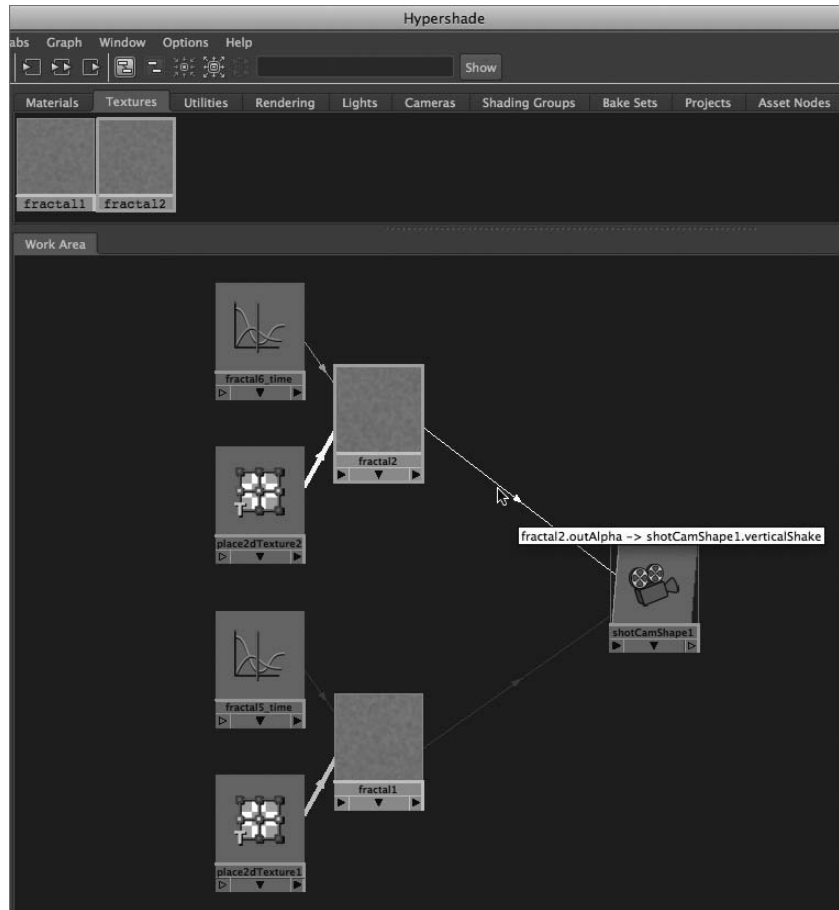 Hypershade
abs Graph Window Options Help
Show
Materials Textures Utilities Rendering Lights Cameras Shading Groups Bake Sets Projects Asset Nodes
fractal1 fractal2
Work Area
fractal6_time
fractal2
place2dTexture2
fractal2.outAlpha -> shotCamShape1.verticalShake
shotCamShape1
fractal5_time
fractal1
place2dTexture1